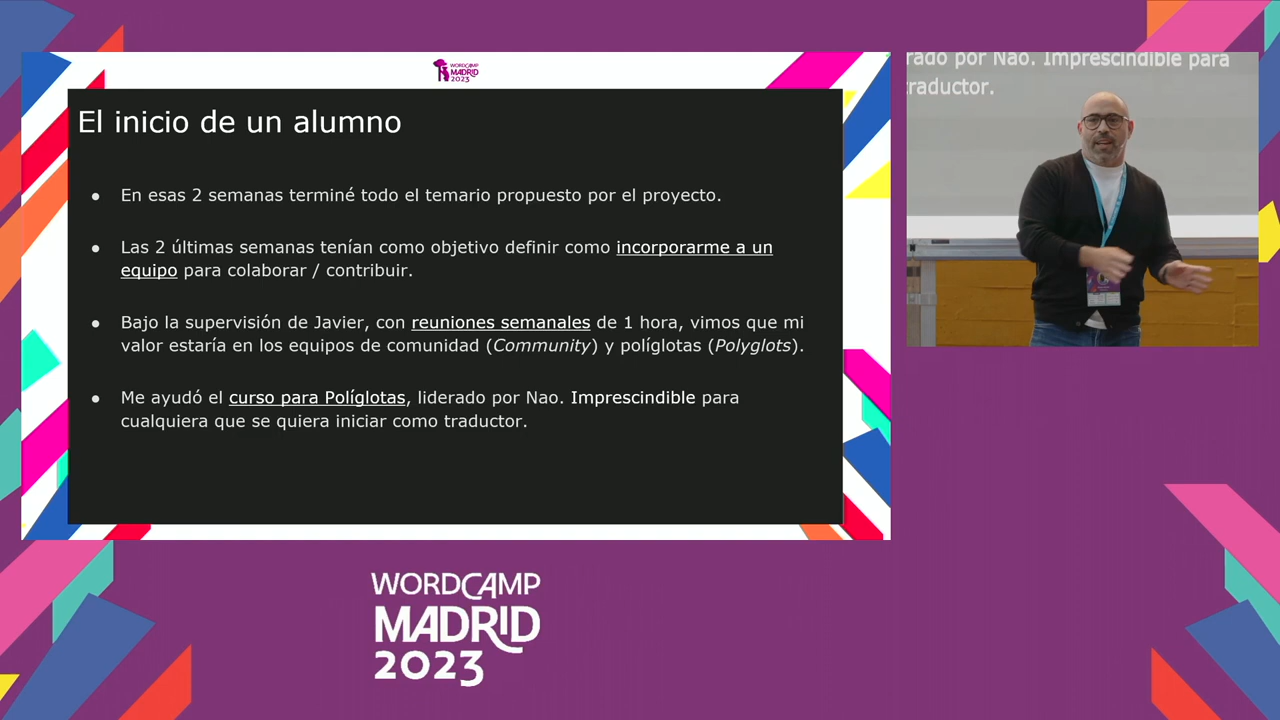 WORDCAMP
MADRID
2023
El inicio de un alumno
● En esas 2 semanas terminé todo el temario propuesto por el proyecto.
● Las 2 últimas semanas tenían como objetivo definir como incorporarme a un
equipo para colaborar / contribuir.
● Bajo la supervisión de Javier, con reuniones semanales de 1 hora, vimos que mi
valor estaría en los equipos de comunidad (Community) y políglotas (Polyglots).
● Me ayudó el curso para Políglotas, liderado por Nao. Imprescindible para
cualquiera que se quiera iniciar como traductor.
rado por Nao. Imprescindible para
traductor.
WORDCAMP
MADRID
2023